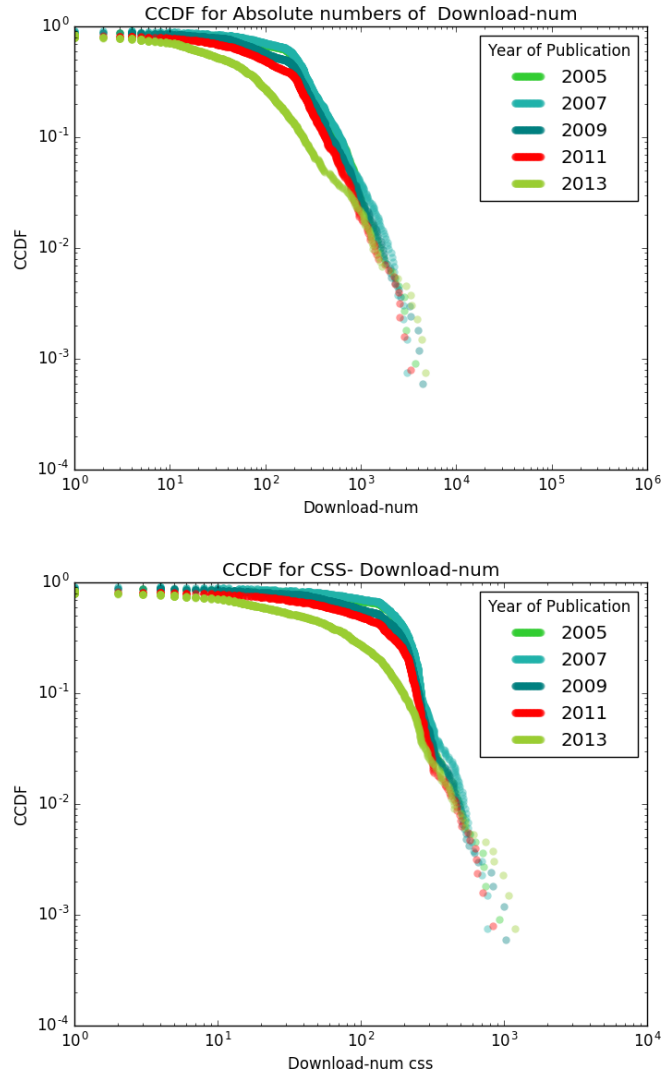 CCDF for Absolute numbers of  Download-num
10^0
10^-1
10^-2
10^-3
10^-4
CCDF
Year of Publication
2005
2007
2009
2011
2013
10^0 10^1 10^2 10^3 10^4 10^5 10^6
Download-num
CCDF for CSS- Download-num
10^0
10^-1
10^-2
10^-3
10^-4
CCDF
Year of Publication
2005
2007
2009
2011
2013
10^0 10^1 10^2 10^3 10^4
Download-num css